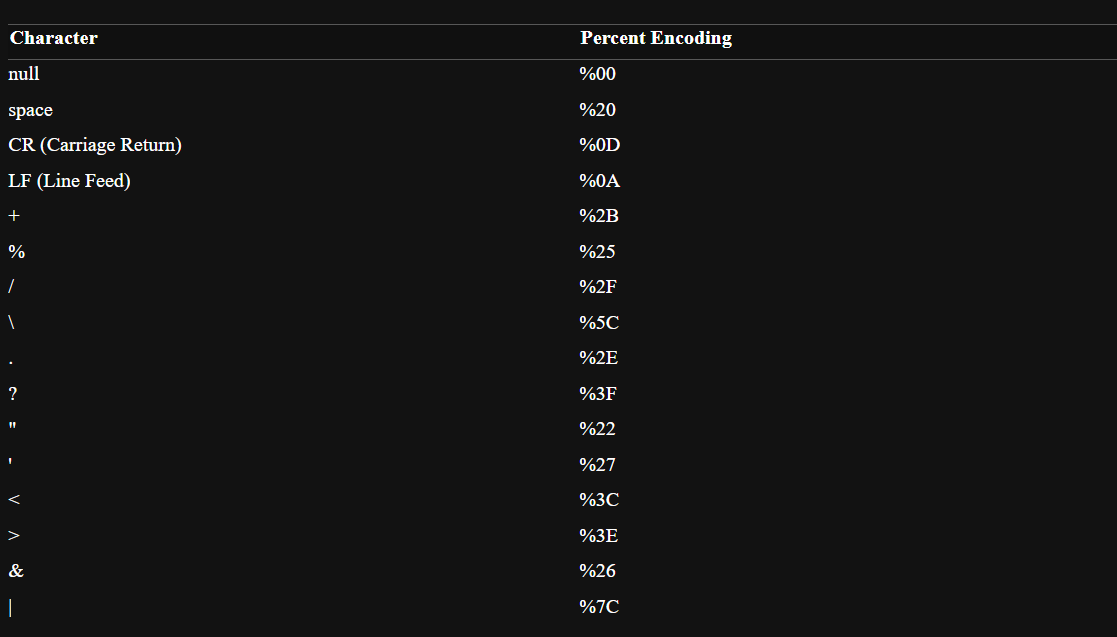 Character Percent Encoding
null %00
space %20
CR (Carriage Return) %0D
LF (Line Feed) %0A
+ %2B
% %25
/ %2F
\ %5C
. %2E
? %3F
" %22
' %27
< %3C
> %3E
& %26
| %7C